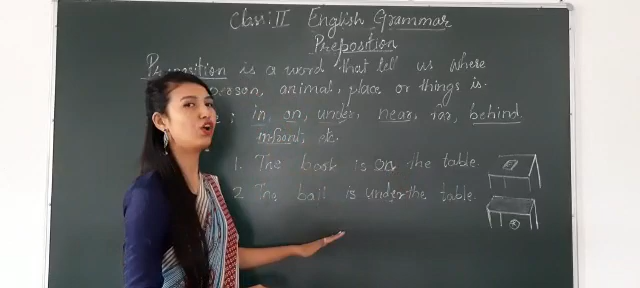 Class: II English Grammar
Preposition
Preposition is a word that tell us where
person, animal, place or things is.
; in, on, under, near, far, behind.
infront, etc.
1. The book is on the table.
2. The ball is under the table.